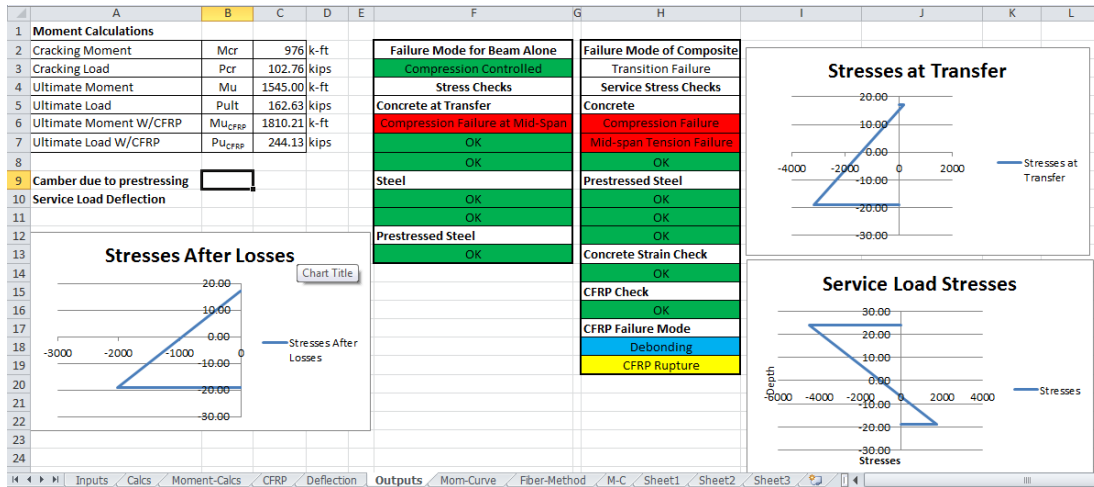 A B C D E F G H I J K L
1 Moment Calculations
2 Cracking Moment Mcr 976 k-ft Failure Mode for Beam Alone Failure Mode of Composite
3 Cracking Load Pcr 102.76 kips Compression Controlled Transition Failure
4 Ultimate Moment Mu 1545.00 k-ft Stress Checks Service Stress Checks
5 Ultimate Load Pult 162.63 kips Concrete at Transfer Concrete
6 Ultimate Moment W/CFRP MuCFRP 1810.21 k-ft Compression Failure at Mid-Span Compression Failure
7 Ultimate Load W/CFRP PuCFRP 244.13 kips OK Mid-span Tension Failure
8 OK OK
9 Camber due to prestressing Steel Prestressed Steel
10 Service Load Deflection OK OK
11 OK OK
12 Prestressed Steel OK
13 OK Concrete Strain Check
14 OK
15 CFRP Check
16 OK
17 CFRP Failure Mode
18 Debonding
19 CFRP Rupture
20
21
22
23
24
Stresses After Losses
Chart Title
20.00
10.00
0.00
-3000 -2000 -1000 0
-10.00
-20.00
-30.00
Stresses After
Losses
Stresses at Transfer
20.00
10.00
0.00
-4000 -2000 0 2000
-10.00
-20.00
-30.00
Stresses at
Transfer
Service Load Stresses
30.00
20.00
10.00
0.00
-6000 -4000 -2000 0 2000 4000
-10.00
-20.00
-30.00
Depth
Stresses
Stresses
Inputs Calcs Moment-Calcs CFRP Deflection Outputs Mom-Curve Fiber-Method M-C Sheet1 Sheet2 Sheet3